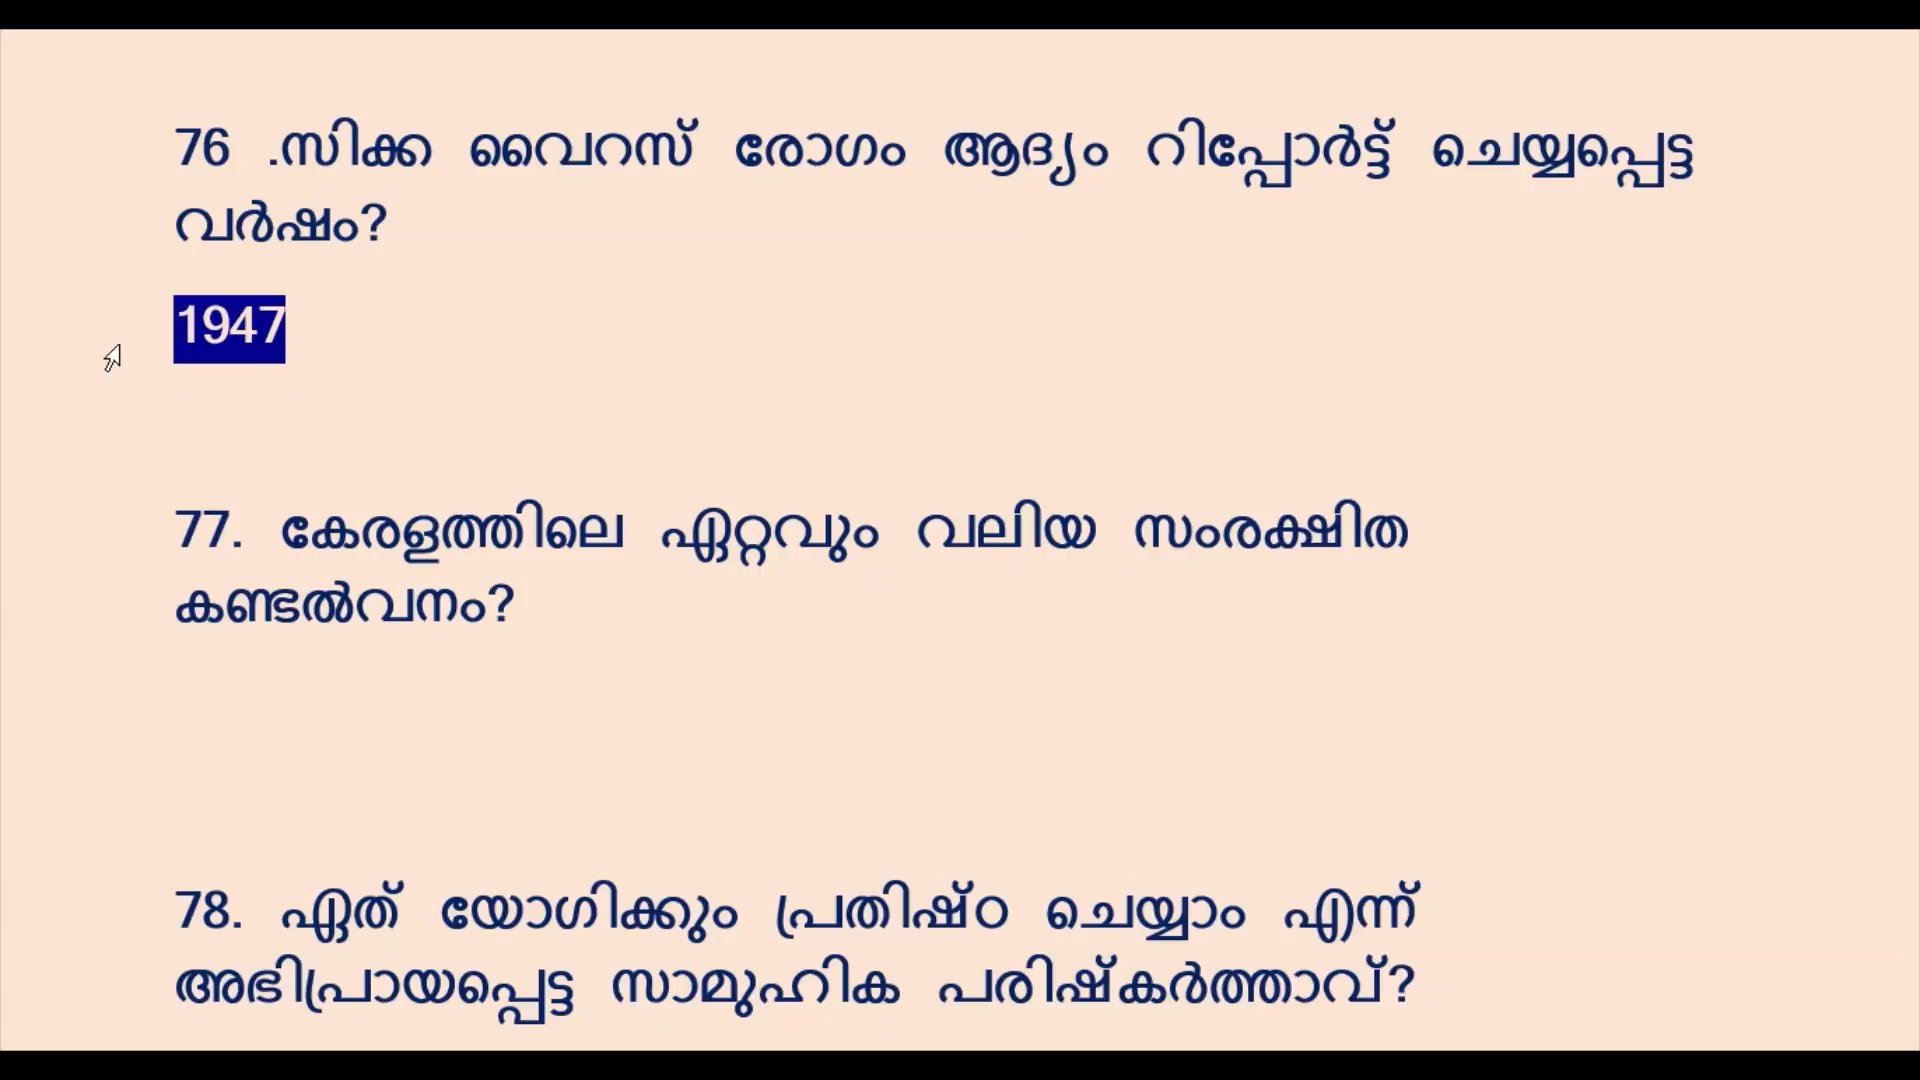 76 .സിക്ക വൈറസ് രോഗം ആദ്യം റിപ്പോർട്ട് ചെയ്യപ്പെട്ട
വർഷം?
1947
77. കേരളത്തിലെ ഏറ്റവും വലിയ സംരക്ഷിത
കണ്ടൽവനം?
78. ഏത് യോഗിക്കും പ്രതിഷ്ഠ ചെയ്യാം എന്ന്
അഭിപ്രായപ്പെട്ട സാമുഹിക പരിഷ്കർത്താവ്?